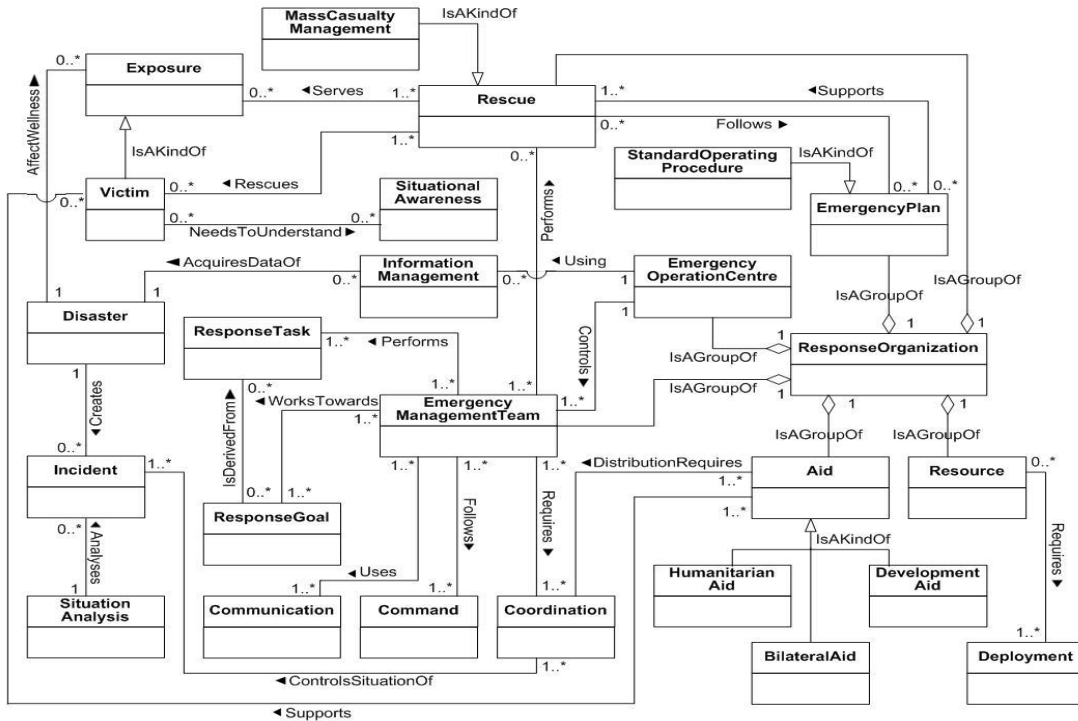 MassCasualty
Management
IsAKindOf
0..*
Exposure
0..*
◄Serves
1..*
Rescue
1..*
◄Supports
AffectWellness►
IsAKindOf
1..*
0..*
0..*
Follows ►
StandardOperating
Procedure
IsAKindOf
Victim
0..*
0..*
◄Rescues
Situational
Awareness
0..*
0..*
NeedsToUnderstand ►
Performs►
0..*
0..*
EmergencyPlan
◄AcquiresDataOf
Information
Management
0..*
0..*
◄Using
Emergency
OperationCentre
1
1
IsAGroupOf
IsAGroupOf
1
1
Disaster
1
ResponseTask
1..*
◄ Performs
1..*
1..*
Controls►
1
1
1
ResponseOrganization
IsAGroupOf
IsAGroupOf
1
◄Creates
0..*
IsDerivedFrom►
◄WorksTowards
1..*
Emergency
ManagementTeam
1..*
1
1
IsAGroupOf
IsAGroupOf
0..*
Incident
1..*
0..*
1..*
ResponseGoal
1..*
1..*
1..*
Follows►
Requires►
◄DistributionRequires
1..*
1..*
Aid
Resource
0..*
0..*
◄Analyses
1
IsAKindOf
Requires►
◄ Uses
1..*
1..*
1..*
1..*
Situation
Analysis
Communication
Command
Coordination
Humanitarian
Aid
Development
Aid
1..*
1..*
BilateralAid
Deployment
◄ControlsSituationOf
◄ Supports